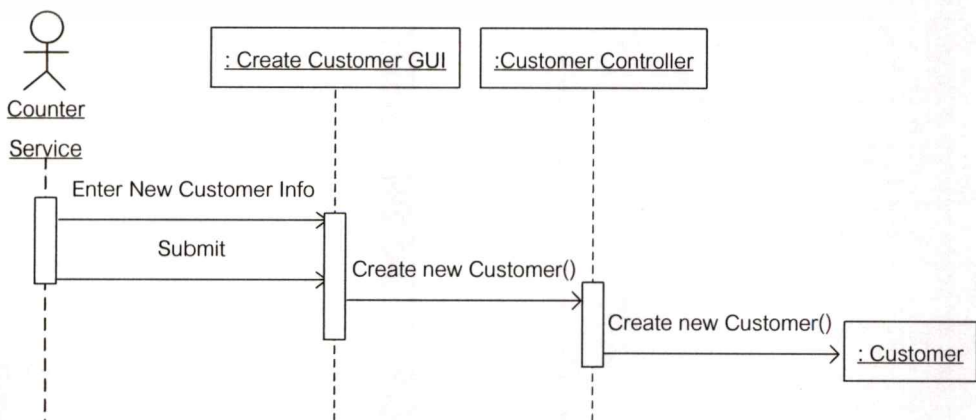 : Create Customer GUI
:Customer Controller
Counter
Service
Enter New Customer Info
Submit
Create new Customer()
Create new Customer()
: Customer